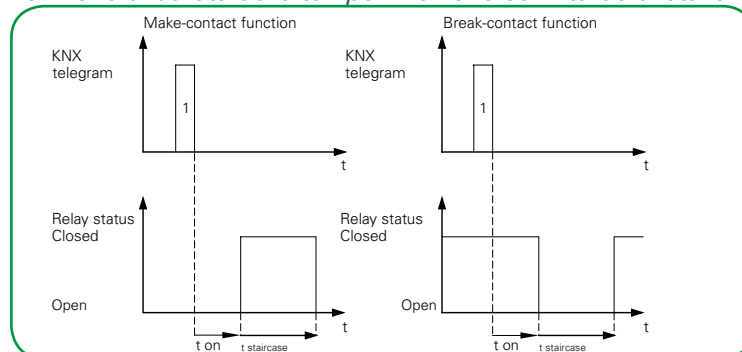 Make-contact function
KNX
telegram
1
t
Relay status
Closed
Open
t
t on
t staircase
Break-contact function
KNX
telegram
1
t
Relay status
Closed
Open
t
t on
t staircase